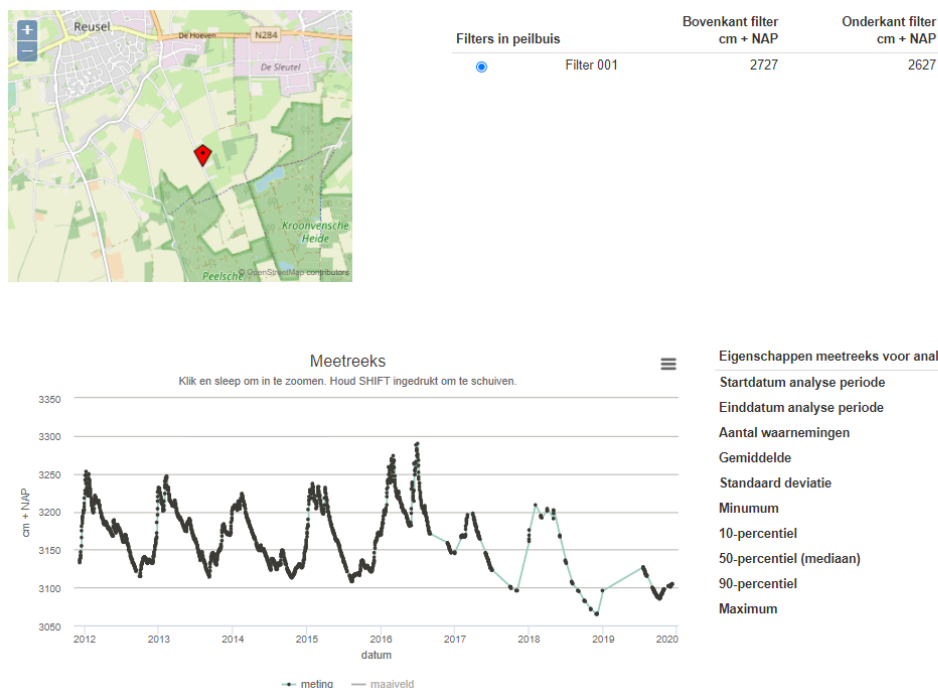 +
−
Reusel
De Hoeven
N284
De Sleutel
Kroonvensche
Heide
Peelsche
© OpenStreetMap contributors
Filters in peilbuis
Bovenkant filter
cm + NAP
Onderkant filter
cm + NAP
Filter 001 2727 2627
Meetreeks
Klik en sleep om in te zoomen. Houd SHIFT ingedrukt om te schuiven.
cm + NAP
3350
3300
3250
3200
3150
3100
3050
2012 2013 2014 2015 2016 2017 2018 2019 2020
datum
meting maaiveld
Eigenschappen meetreeks voor anal
Startdatum analyse periode
Einddatum analyse periode
Aantal waarnemingen
Gemiddelde
Standaard deviatie
Minumum
10-percentiel
50-percentiel (mediaan)
90-percentiel
Maximum